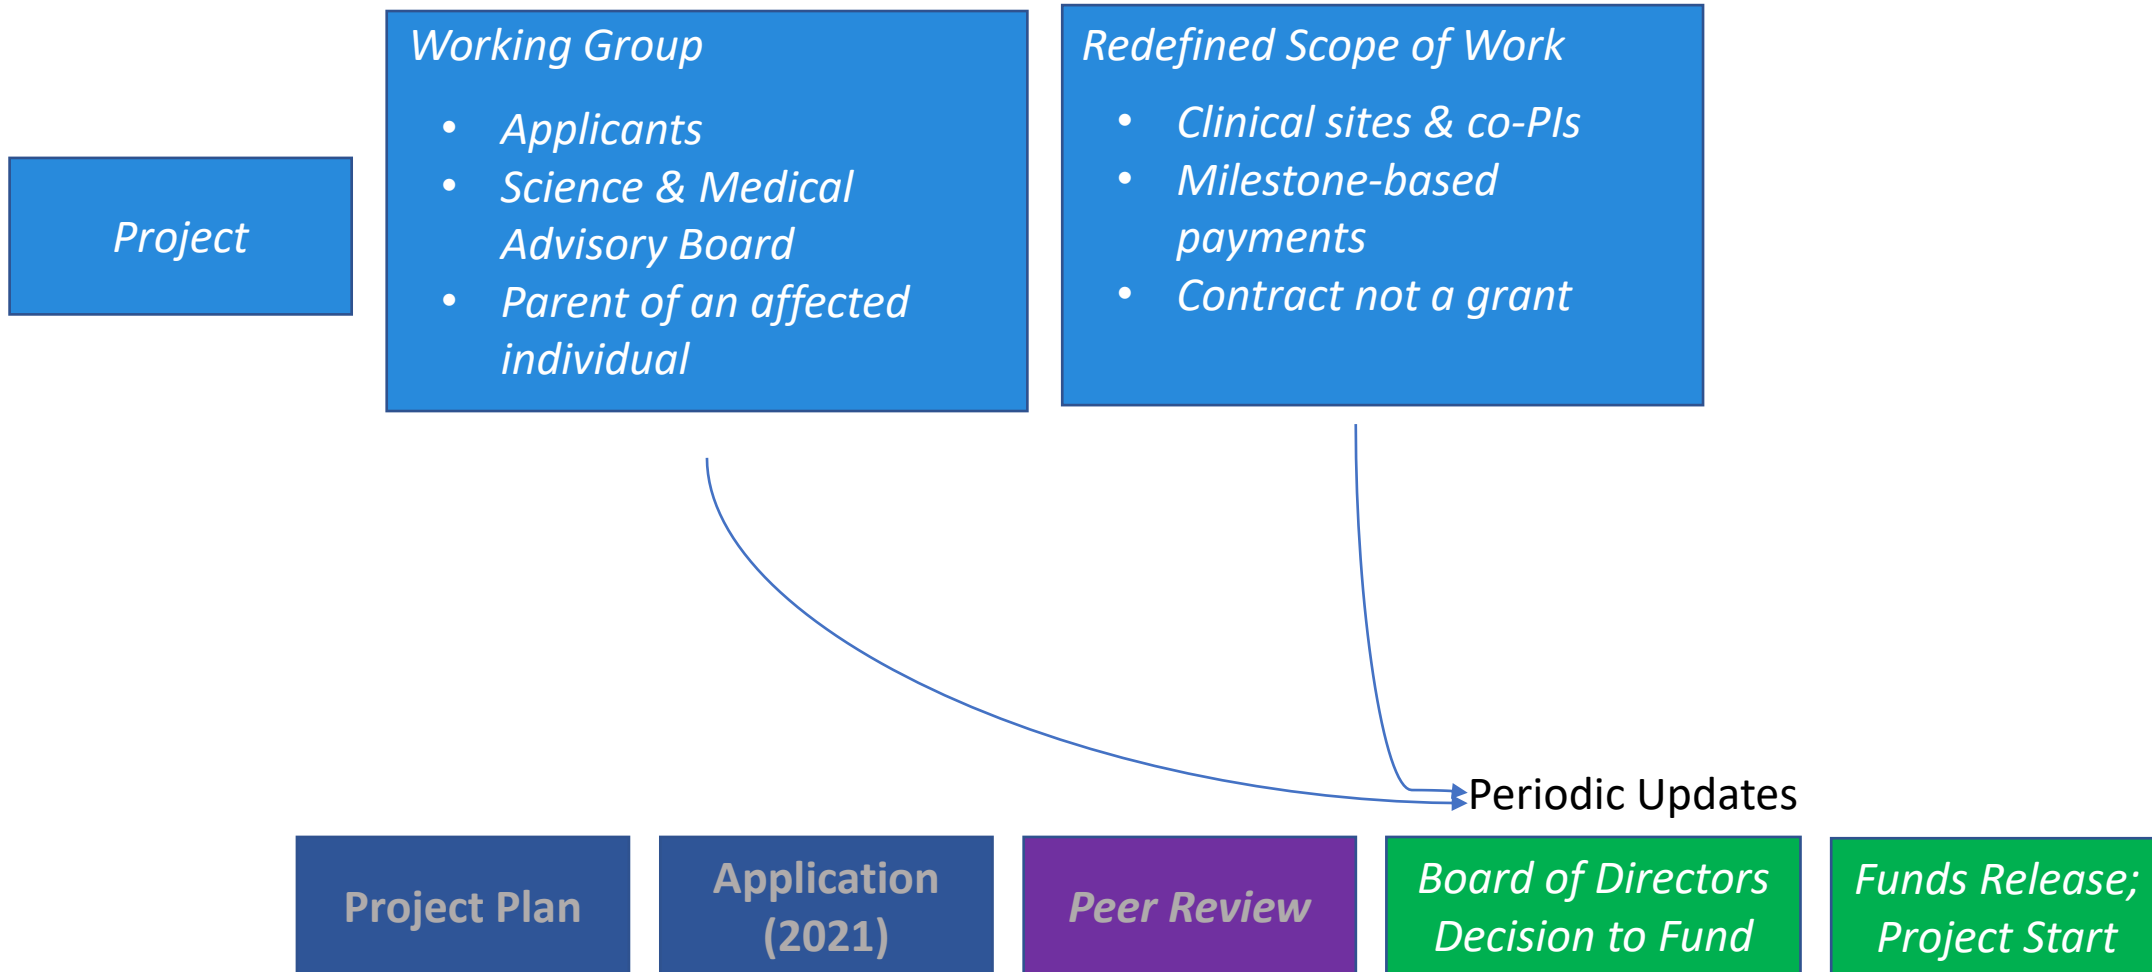 Project
Working Group
• Applicants
• Science & Medical
Advisory Board
• Parent of an affected
individual
Redefined Scope of Work
• Clinical sites & co-PIs
• Milestone-based
payments
• Contract not a grant
Periodic Updates
Project Plan
Application
(2021)
Peer Review
Board of Directors
Decision to Fund
Funds Release;
Project Start